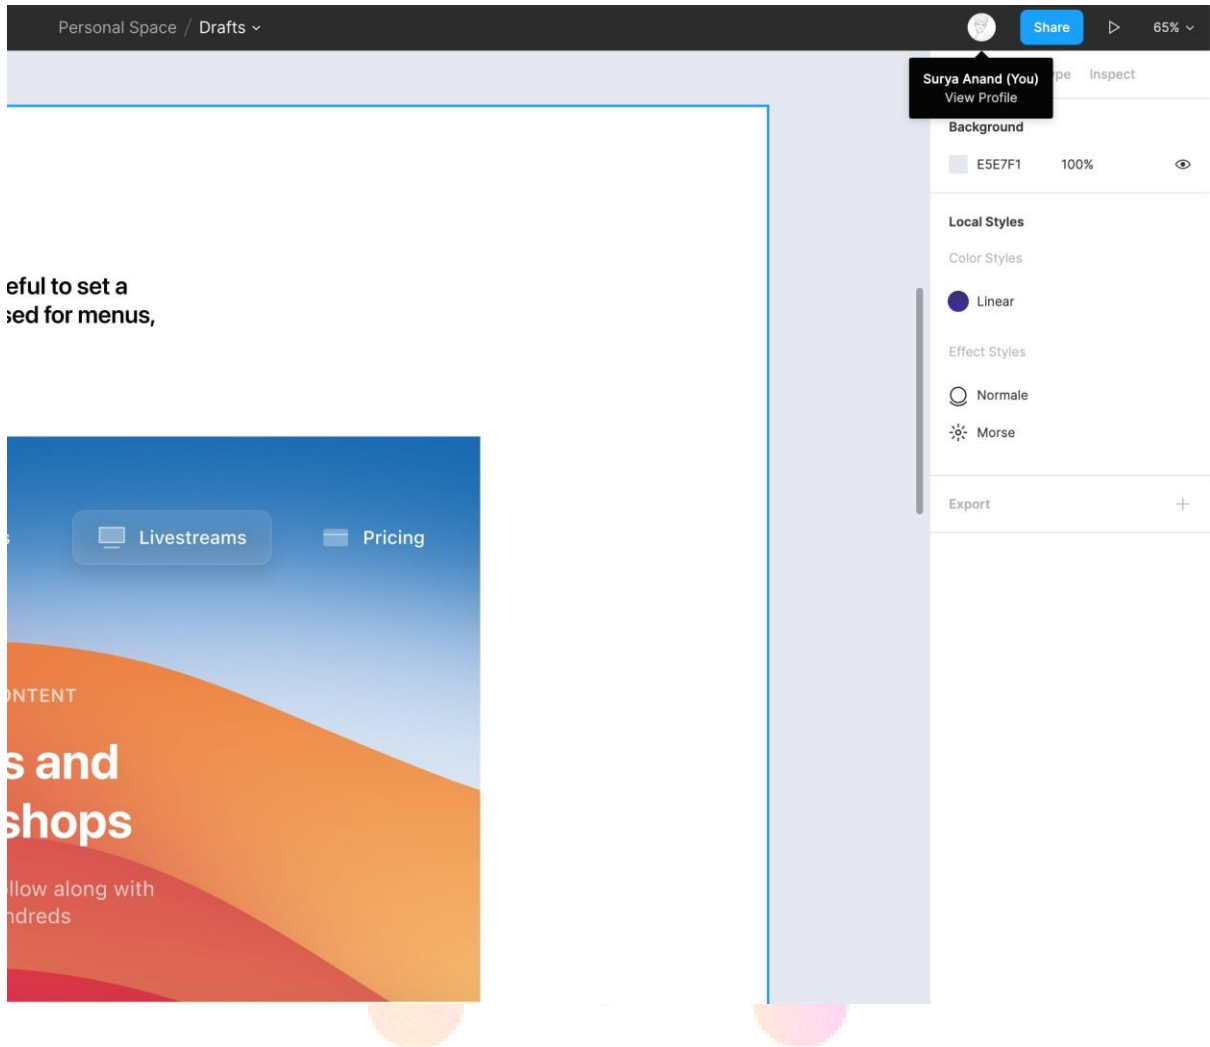 Personal Space / Drafts
Share
65%
Surya Anand (You)
View Profile
pe Inspect
Background
E5E7F1 100%
Local Styles
Color Styles
Linear
Effect Styles
Normale
Morse
Export
eful to set a
sed for menus,
s Livestreams Pricing
ONTENT
s and
shops
llow along with
ndreds